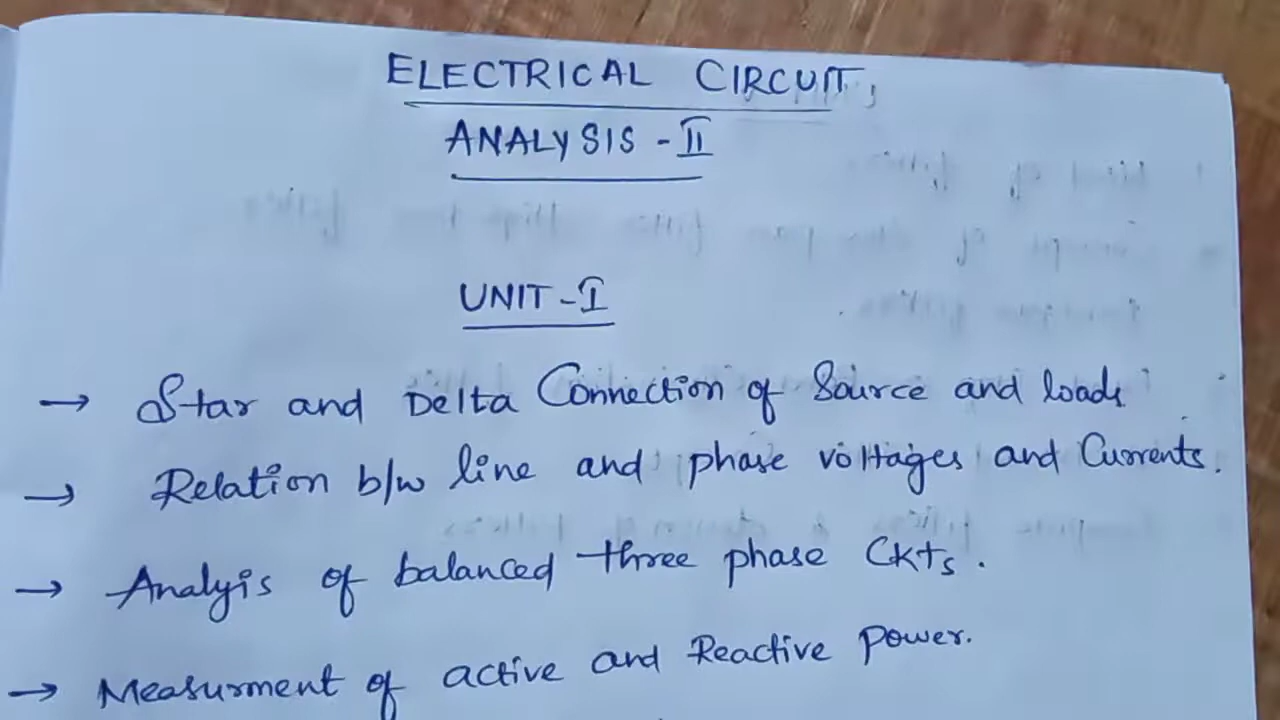 ELECTRICAL CIRCUIT
ANALYSIS - II
UNIT - I
→ Star and Delta Connection of Source and loads
→ Relation b/w line and phase voltages and Currents.
→ Analyis of balanced three phase CKTs.
→ Measurment of active and Reactive power.